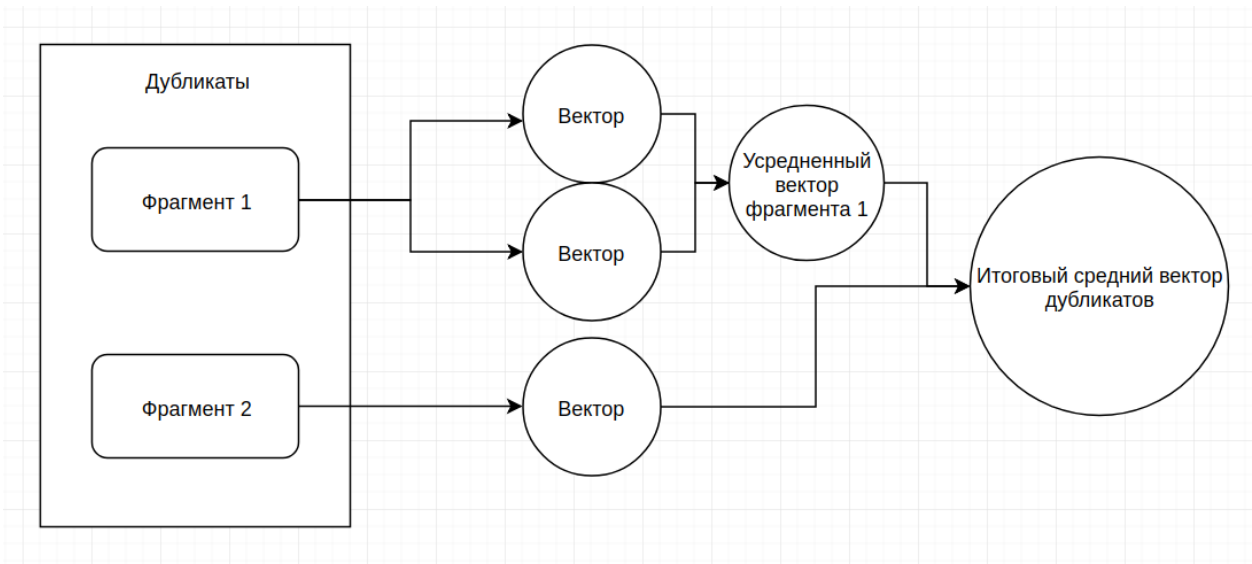 Дубликаты
Фрагмент 1
Фрагмент 2
Вектор
Вектор
Вектор
Усредненный
вектор
фрагмента 1
Итоговый средний вектор
дубликатов